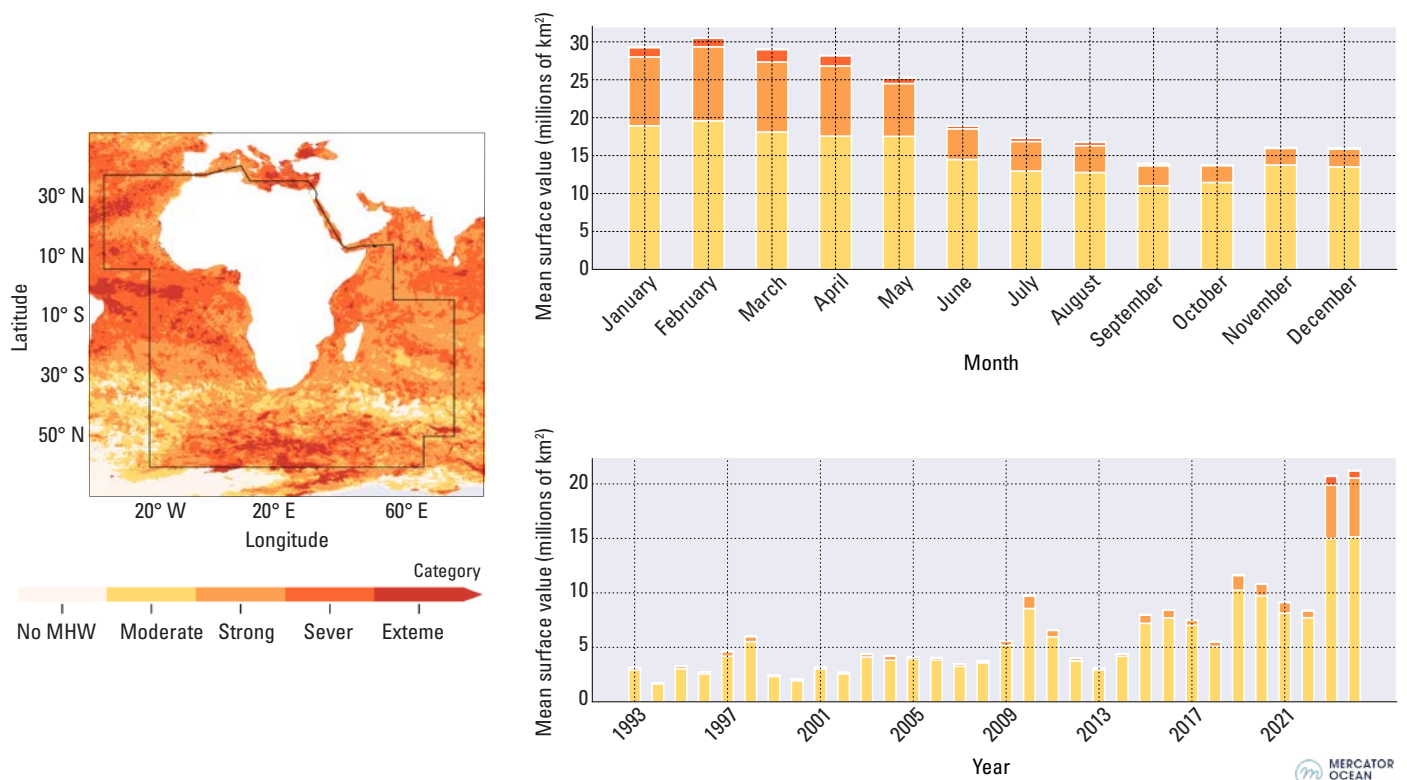 30° N
10° N
10° S
30° S
50° N
Latitude
20° W 20° E 60° E
Longitude
Category
No MHW Moderate Strong Sever Exteme
Mean surface value (millions of km²)
30
25
20
15
10
5
0
January February March April May June July August September October November December
Month
Mean surface value (millions of km²)
20
15
10
5
0
1993 1997 2001 2005 2009 2013 2017 2021
Year
MERCATOR
OCEAN